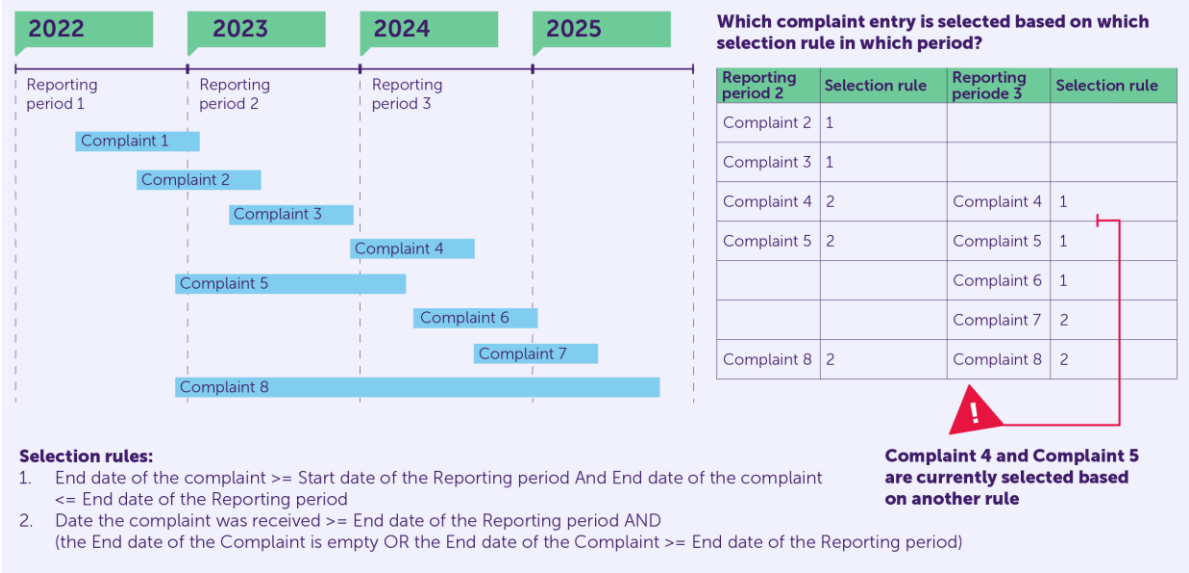 2022
2023
2024
2025
Reporting
period 1
Reporting
period 2
Reporting
period 3
Complaint 1
Complaint 2
Complaint 3
Complaint 4
Complaint 5
Complaint 6
Complaint 7
Complaint 8
Which complaint entry is selected based on which
selection rule in which period?
Reporting period 2 Selection rule Reporting periode 3 Selection rule
Complaint 2 1
Complaint 3 1
Complaint 4 2 Complaint 4 1
Complaint 5 2 Complaint 5 1
Complaint 6 1
Complaint 7 2
Complaint 8 2 Complaint 8 2
!
Complaint 4 and Complaint 5
are currently selected based
on another rule
Selection rules:
1. End date of the complaint >= Start date of the Reporting period And End date of the complaint
<= End date of the Reporting period
2. Date the complaint was received >= End date of the Reporting period AND
(the End date of the Complaint is empty OR the End date of the Complaint >= End date of the Reporting period)